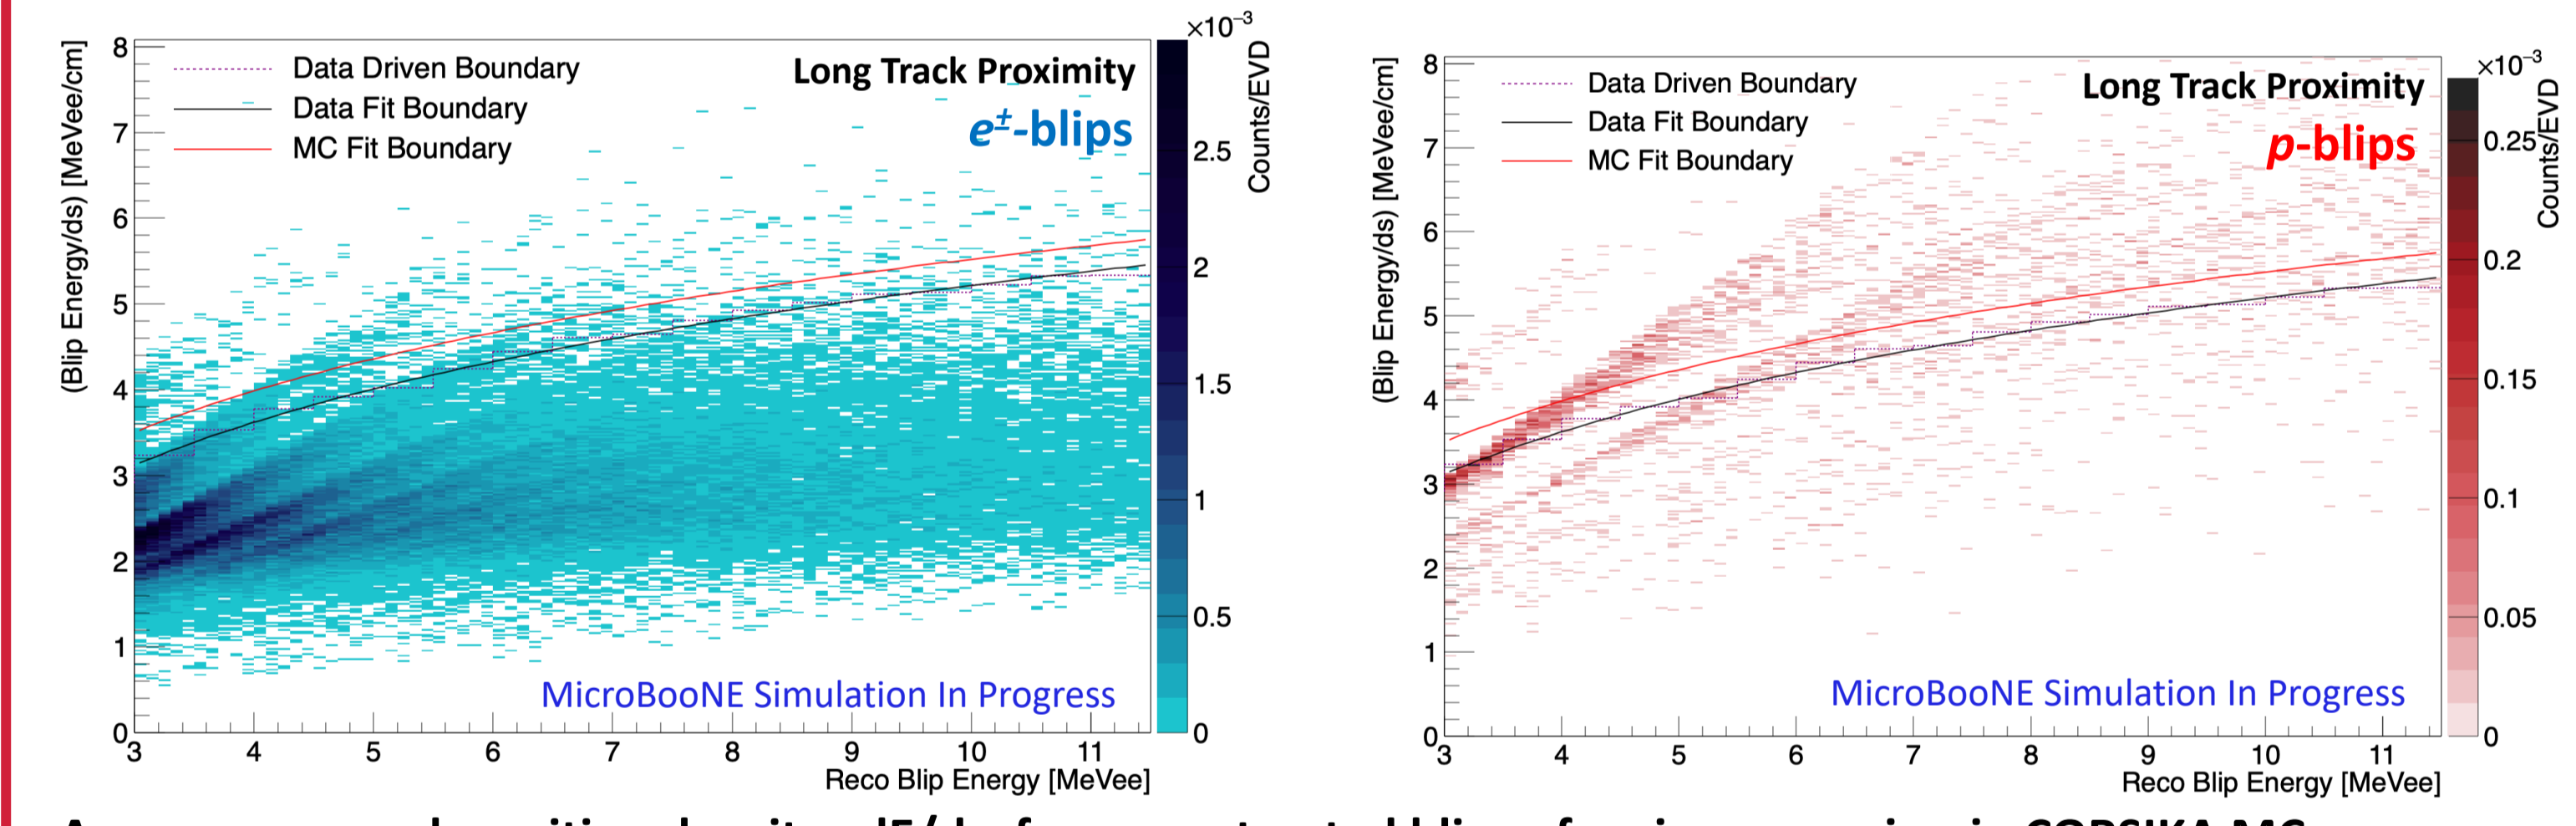 ×10⁻³
8
Data Driven Boundary
Long Track Proximity
Data Fit Boundary
e±-blips
MC Fit Boundary
7
6
5
4
3
2
1
0
(Blip Energy/ds) [MeVee/cm]
3 4 5 6 7 8 9 10 11
Reco Blip Energy [MeVee]
MicroBooNE Simulation In Progress
2.5
2
1.5
1
0.5
0
Counts/EVD
×10⁻³
8
Data Driven Boundary
Long Track Proximity
Data Fit Boundary
p-blips
MC Fit Boundary
7
6
5
4
3
2
1
0
(Blip Energy/ds) [MeVee/cm]
3 4 5 6 7 8 9 10 11
Reco Blip Energy [MeVee]
MicroBooNE Simulation In Progress
0.25
0.2
0.15
0.1
0.05
0
Counts/EVD